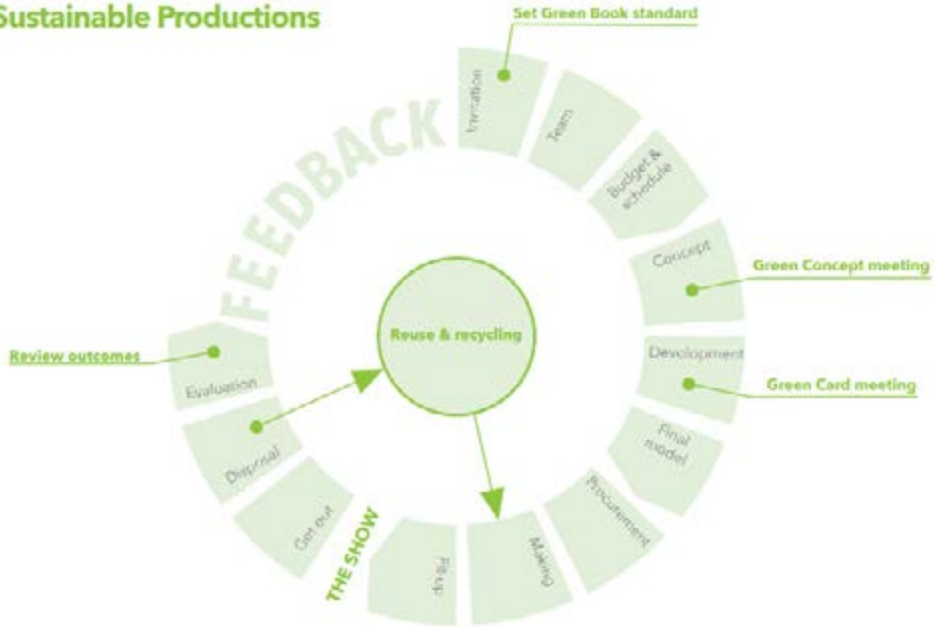 Sustainable Productions
Set Green Book standard
Invitation
Team
Budget &
schedule
Concept
Green Concept meeting
Development
Green Card meeting
Final
model
Procurement
Making
Fit-up
THE SHOW
Get out
Disposal
Evaluation
Review outcomes
FEEDBACK
Reuse & recycling